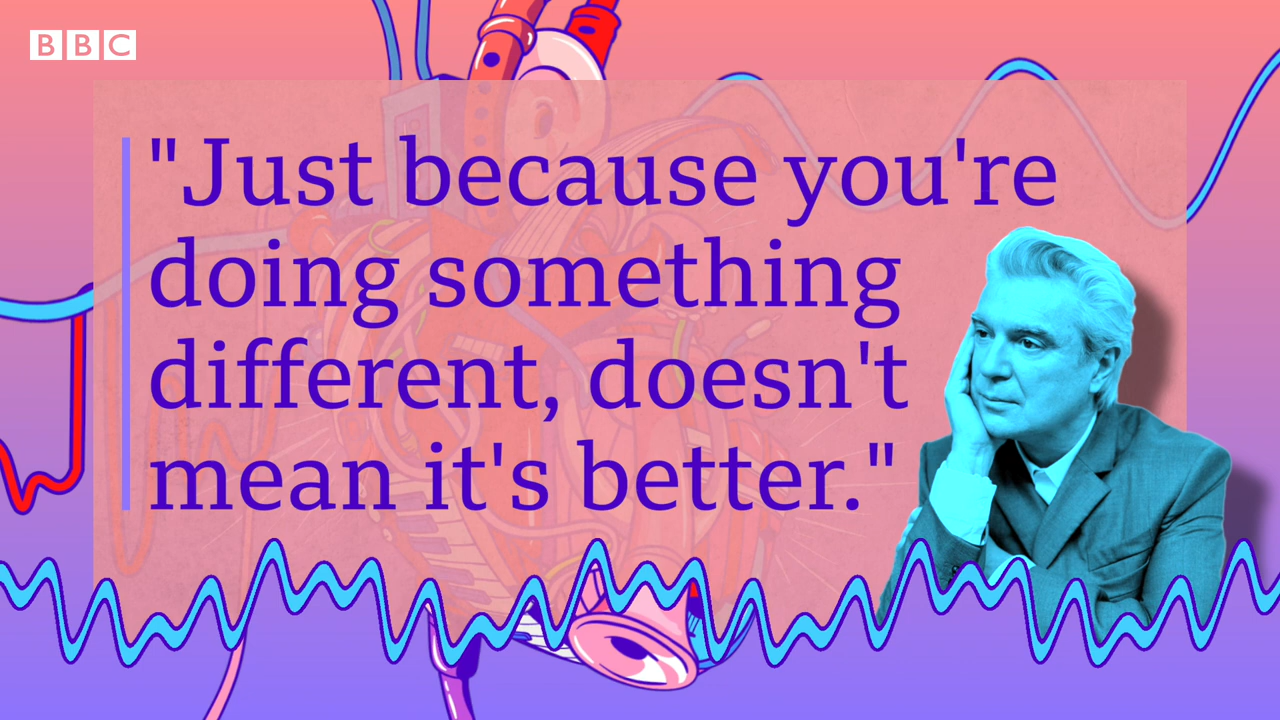 BBC
"Just because you're
doing something
different, doesn't
mean it's better."